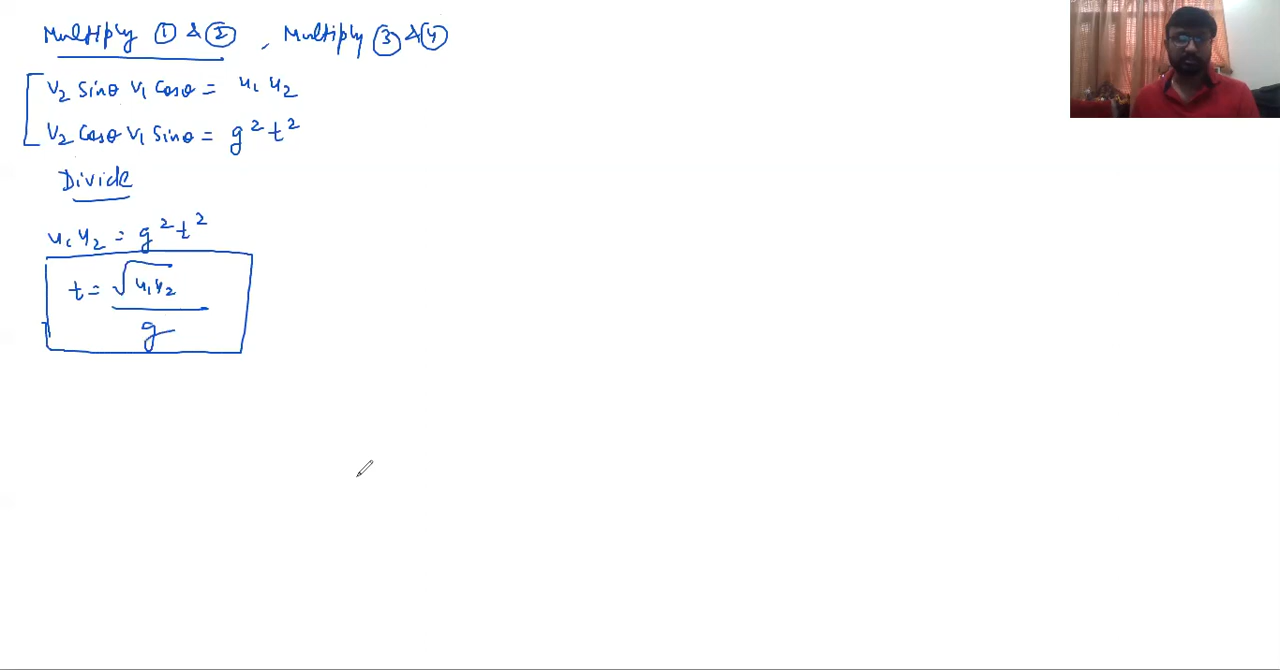 Multiply ① & ②, Multiply ③ & ④
V₂ Sinθ V₁ Cosθ = u₁ u₂
V₂ Cosθ V₁ Sinθ = g² t²
Divide
u₁ u₂ = g² t²
t = √u₁u₂ / g